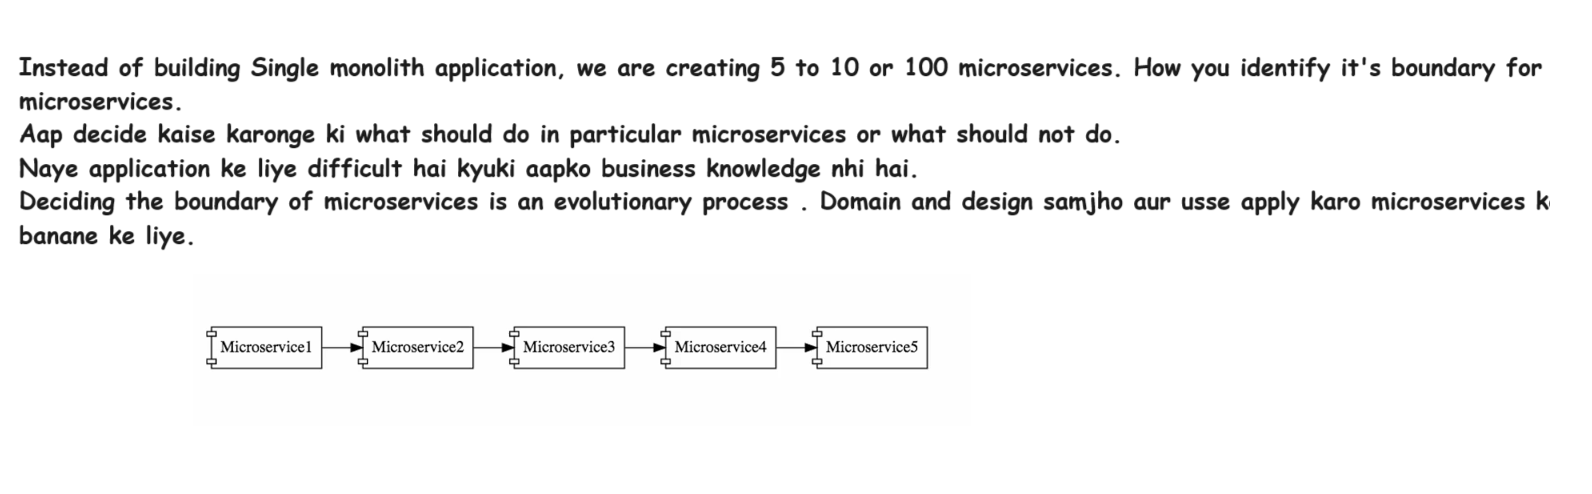 Instead of building Single monolith application, we are creating 5 to 10 or 100 microservices. How you identify it's boundary for
microservices.
Aap decide kaise karonge ki what should do in particular microservices or what should not do.
Naye application ke liye difficult hai kyuki aapko business knowledge nhi hai.
Deciding the boundary of microservices is an evolutionary process . Domain and design samjho aur usse apply karo microservices
banane ke liye.
Microservice1 Microservice2 Microservice3 Microservice4 Microservice5